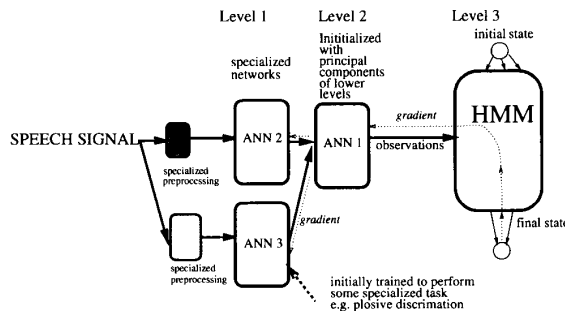 Level 1
Level 2
Level 3
specialized
networks
Inititialized
with
principal
components
of lower
levels
initial state
SPEECH SIGNAL
specialized
preprocessing
ANN 2
ANN 1
gradient
observations
HMM
specialized
preprocessing
ANN 3
gradient
final state
initially trained to perform
some specialized task
e.g. plosive discrimation